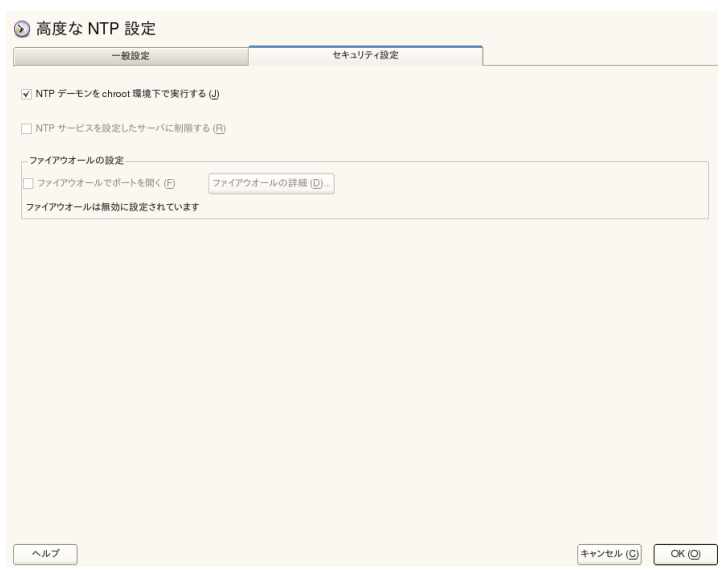 高度な NTP 設定
一般設定 セキュリティ設定
NTP デーモンを chroot 環境下で実行する (J)
NTP サービスを設定したサーバに制限する (R)
ファイアウオールの設定
ファイアウオールでポートを開く (F) ファイアウオールの詳細 (D)...
ファイアウオールは無効に設定されています
ヘルプ キャンセル (C) OK (O)